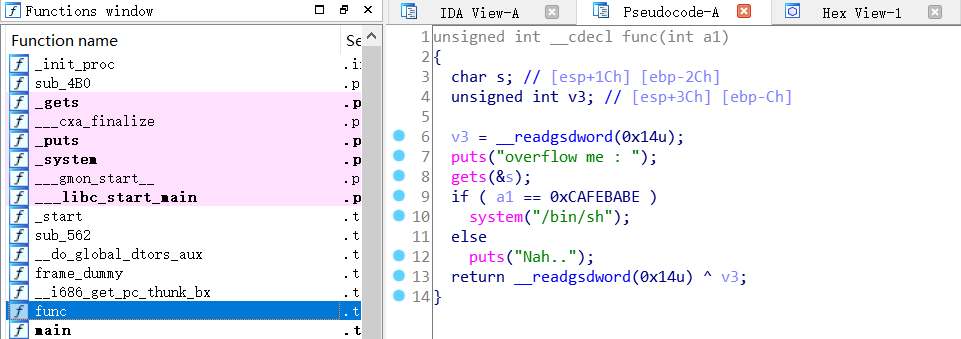 Functions window
Function name Se
f _init_proc .i
f sub_4B0 .p
f _gets .p
f ___cxa_finalize .p
f _puts .p
f _system .p
f ___gmon_start__ .p
f ___libc_start_main .p
f _start .t
f sub_562 .t
f __do_global_dtors_aux .t
f frame_dummy .t
f __i686_get_pc_thunk_bx .t
f func .t
f main .t
IDA View-A Pseudocode-A Hex View-1
1 unsigned int __cdecl func(int a1)
2 {
3 char s; // [esp+1Ch] [ebp-2Ch]
4 unsigned int v3; // [esp+3Ch] [ebp-Ch]
5
6 v3 = __readgsdword(0x14u);
7 puts("overflow me : ");
8 gets(&s);
9 if ( a1 == 0xCAFEBABE )
10 system("/bin/sh");
11 else
12 puts("Nah..");
13 return __readgsdword(0x14u) ^ v3;
14 }